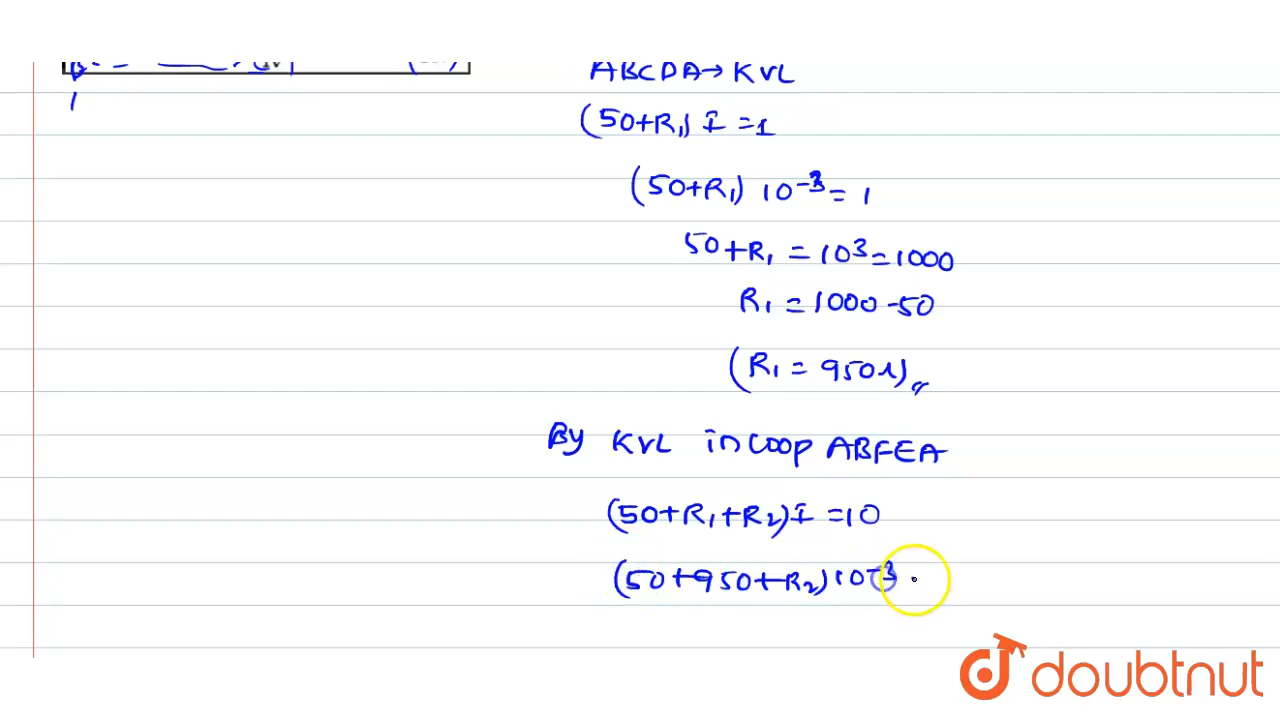 ABCDA→ KVL
(50+R₁) I = 1
(50+R₁) 10⁻³ = 1
50+R₁ = 10³ = 1000
R₁ = 1000 - 50
(R₁ = 950Ω)
By KVL in Loop ABFEA
(50+R₁+R₂)I = 10
(50+950+R₂)10⁻³
doubtnut